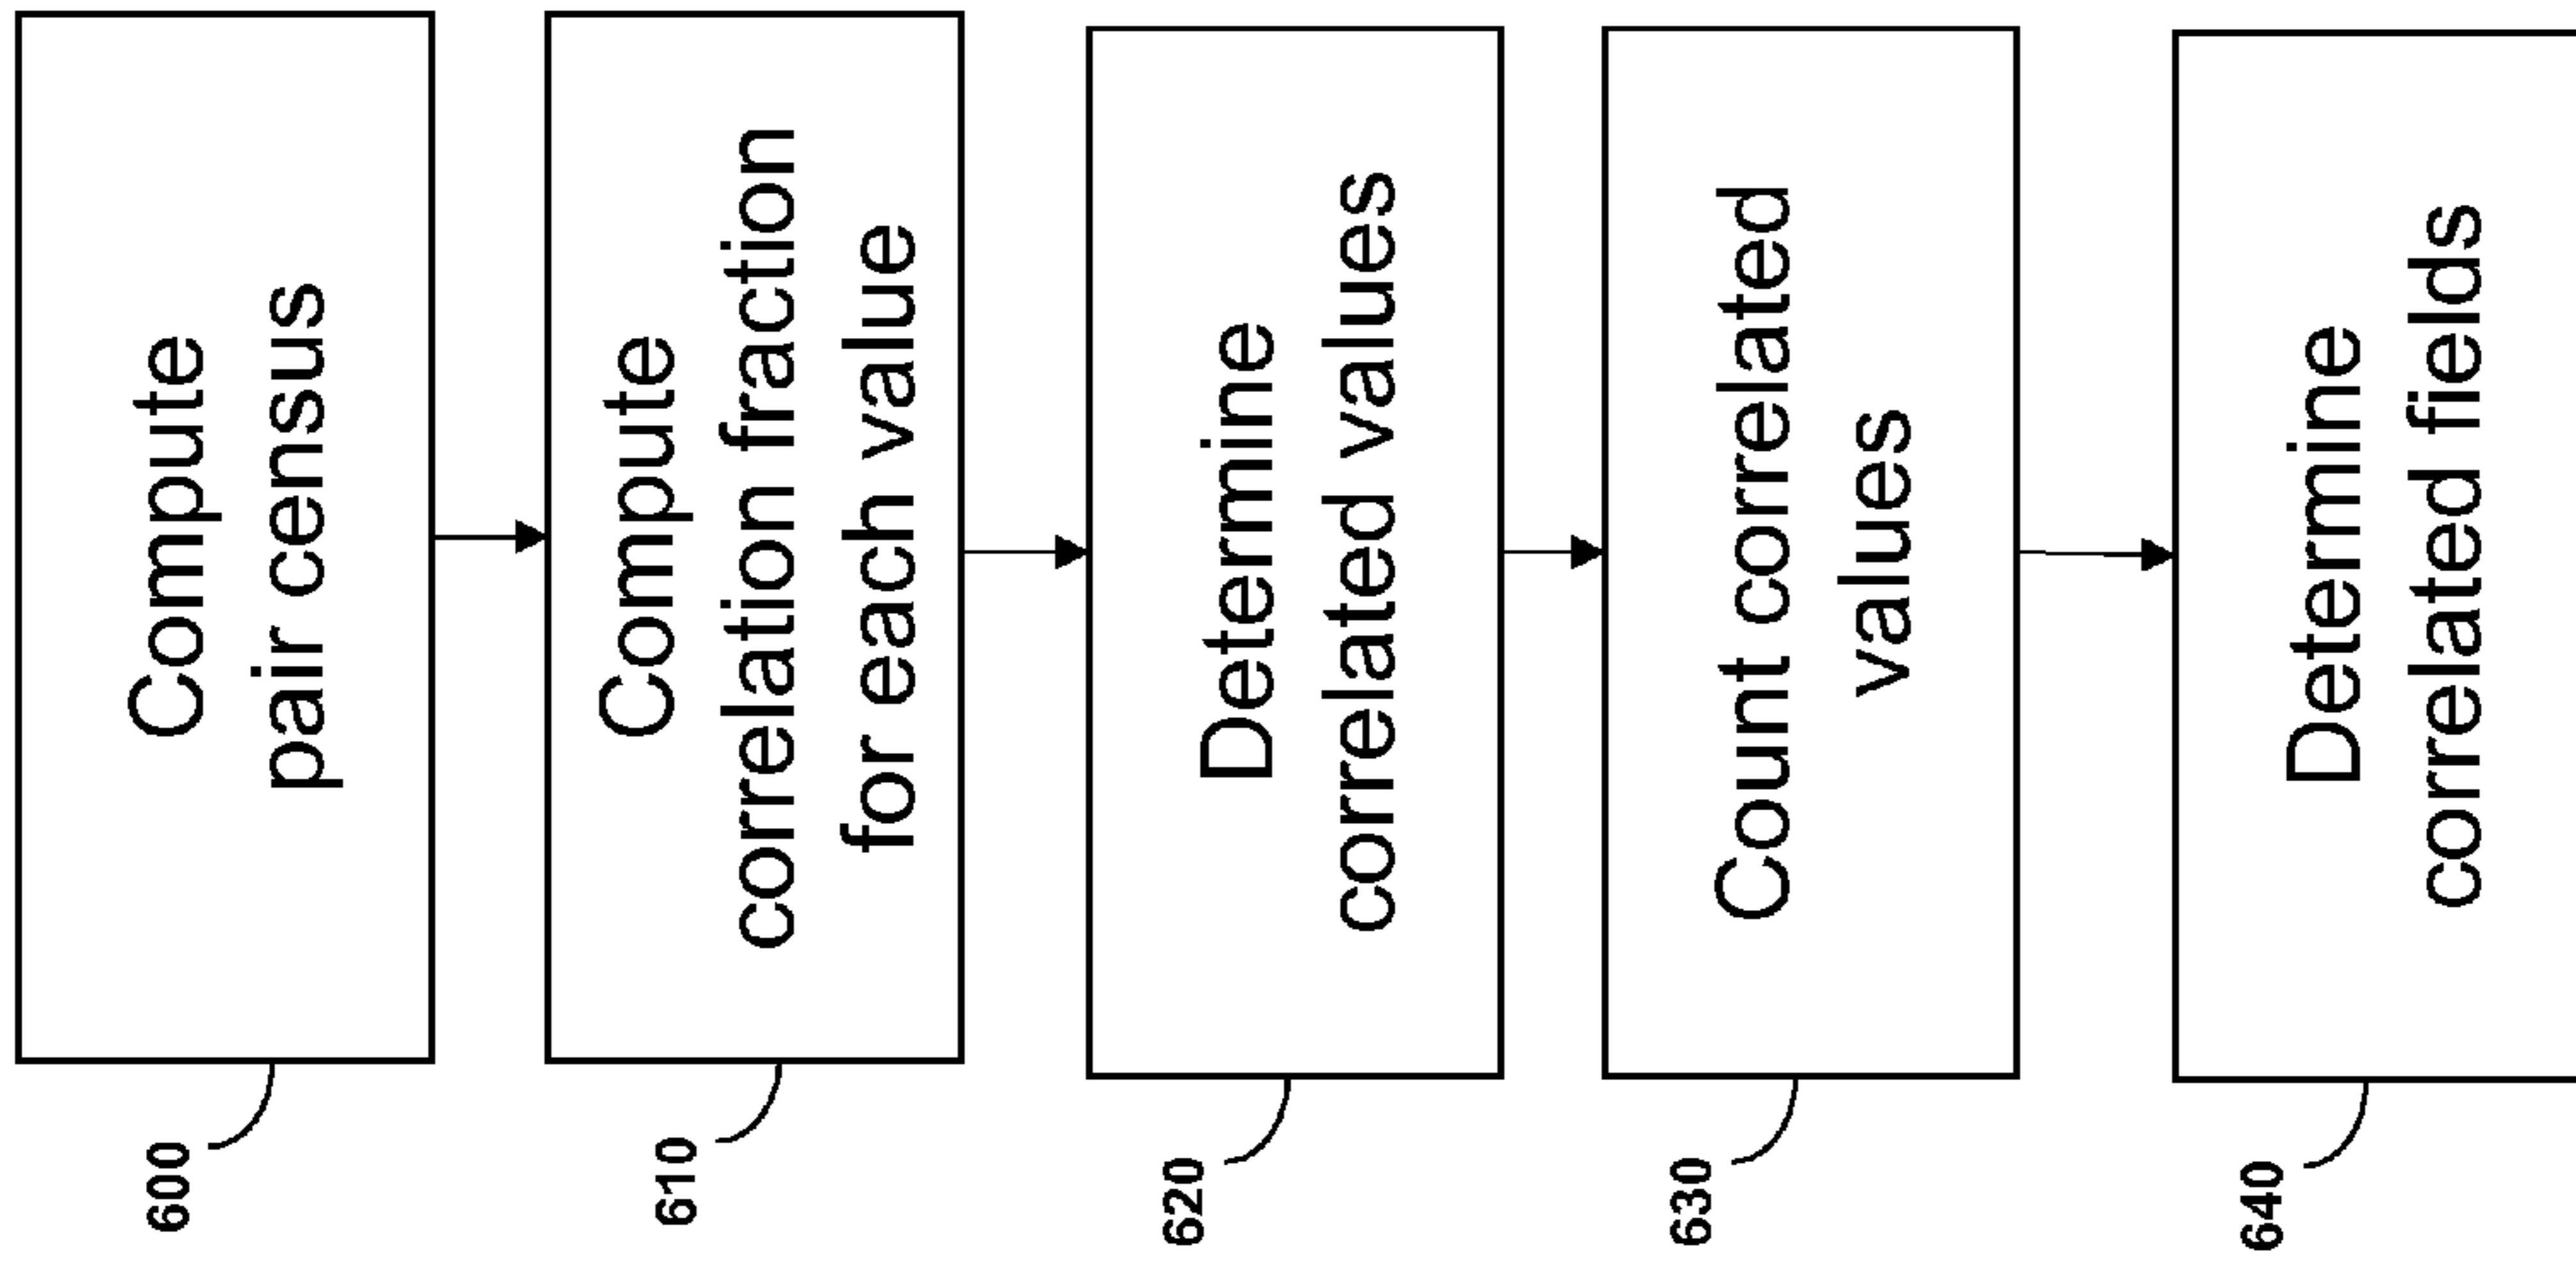 600
Compute
pair census
610
Compute
correlation fraction
for each value
620
Determine
correlated values
630
Count correlated
values
640
Determine
correlated fields